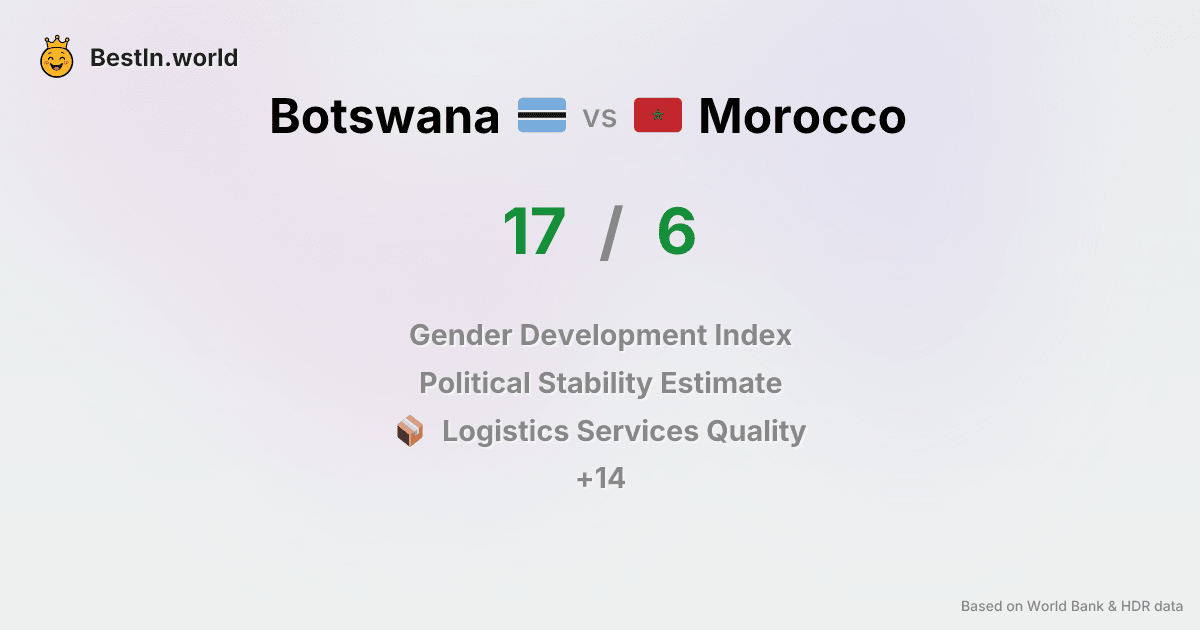 BestIn.world
Botswana vs Morocco
17 / 6
Gender Development Index
Political Stability Estimate
Logistics Services Quality
+14
Based on World Bank & HDR data